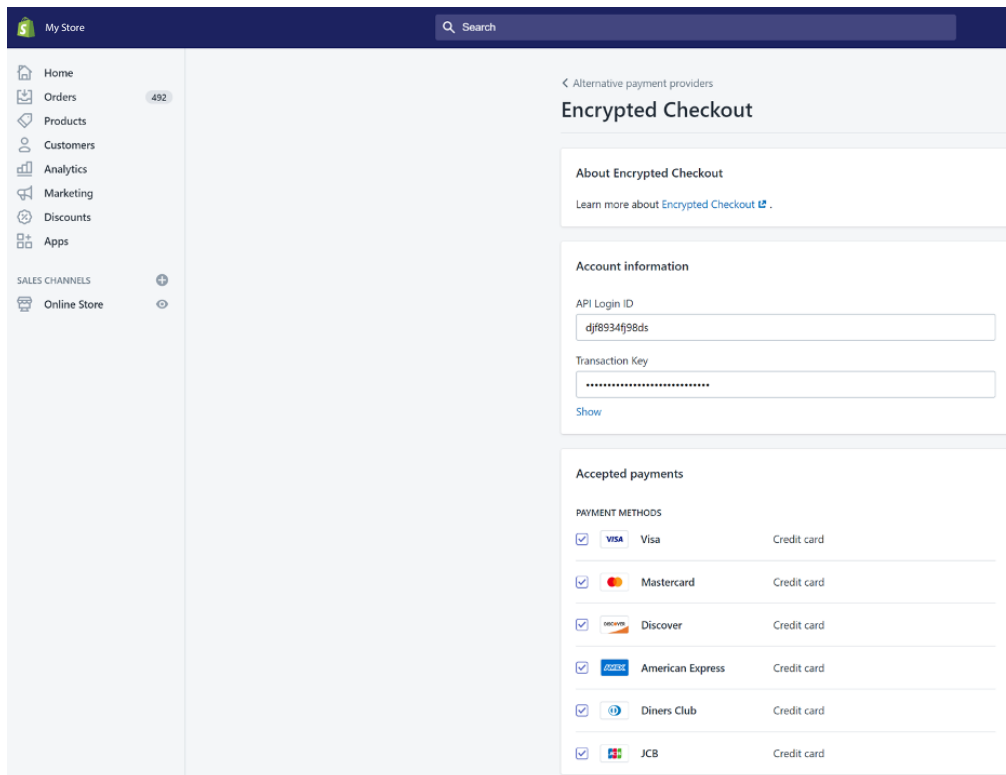 My Store
Search
Home
Orders 492
Products
Customers
Analytics
Marketing
Discounts
Apps
SALES CHANNELS
Online Store
Alternative payment providers
Encrypted Checkout
About Encrypted Checkout
Learn more about Encrypted Checkout .
Account information
API Login ID
djf8934fj98ds
Transaction Key
•••••••••••••••••••••••••••••
Show
Accepted payments
PAYMENT METHODS
VISA Visa Credit card
Mastercard Credit card
DISCOVER Discover Credit card
AMEX American Express Credit card
Diners Club Credit card
JCB JCB Credit card